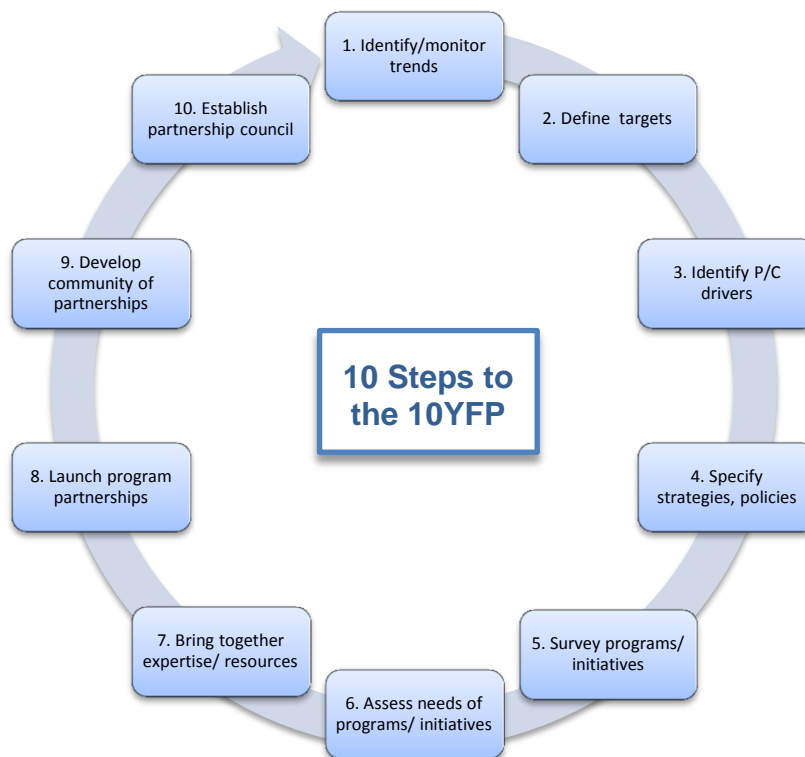 1. Identify/monitor
trends
2. Define targets
3. Identify P/C
drivers
4. Specify
strategies, policies
5. Survey programs/
initiatives
6. Assess needs of
programs/ initiatives
7. Bring together
expertise/ resources
8. Launch program
partnerships
9. Develop
community of
partnerships
10. Establish
partnership council
10 Steps to
the 10YFP